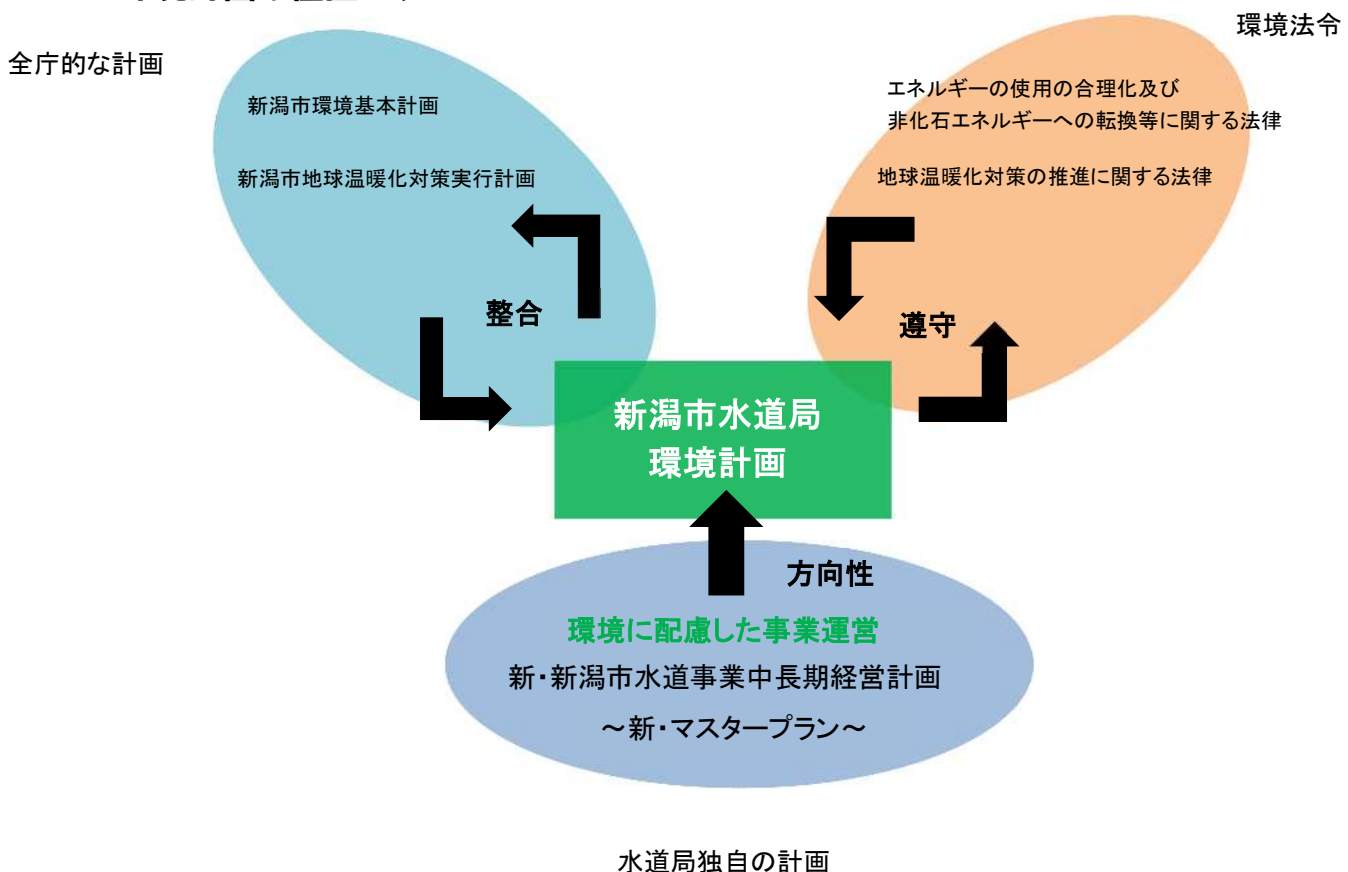 全庁的な計画
環境法令
新潟市環境基本計画
新潟市地球温暖化対策実行計画
エネルギーの使用の合理化及び
非化石エネルギーへの転換等に関する法律
地球温暖化対策の推進に関する法律
整合
遵守
新潟市水道局
環境計画
方向性
環境に配慮した事業運営
新・新潟市水道事業中長期経営計画
～新・マスタープラン～
水道局独自の計画